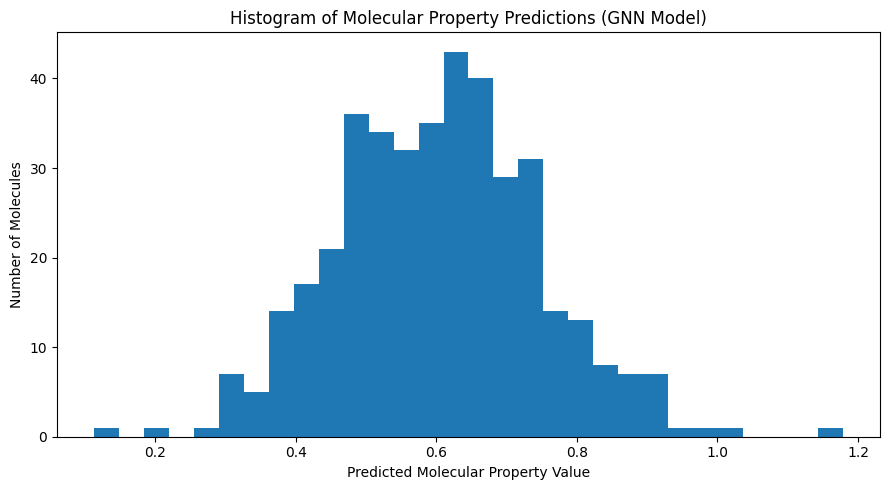 Histogram of Molecular Property Predictions (GNN Model)
Number of Molecules
40
30
20
10
0
0.2 0.4 0.6 0.8 1.0 1.2
Predicted Molecular Property Value